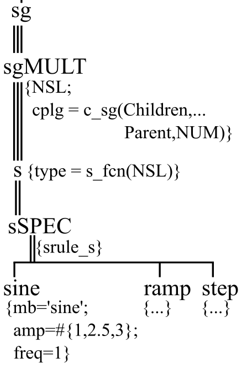 sg
sgMULT
{NSL;
cplg = c_sg(Children,...
Parent,NUM)}
s {type = s_fcn(NSL)}
sSPEC
{srule_s}
sine ramp step
{mb='sine'; {...} {...}
amp=#{1,2.5,3};
freq=1}